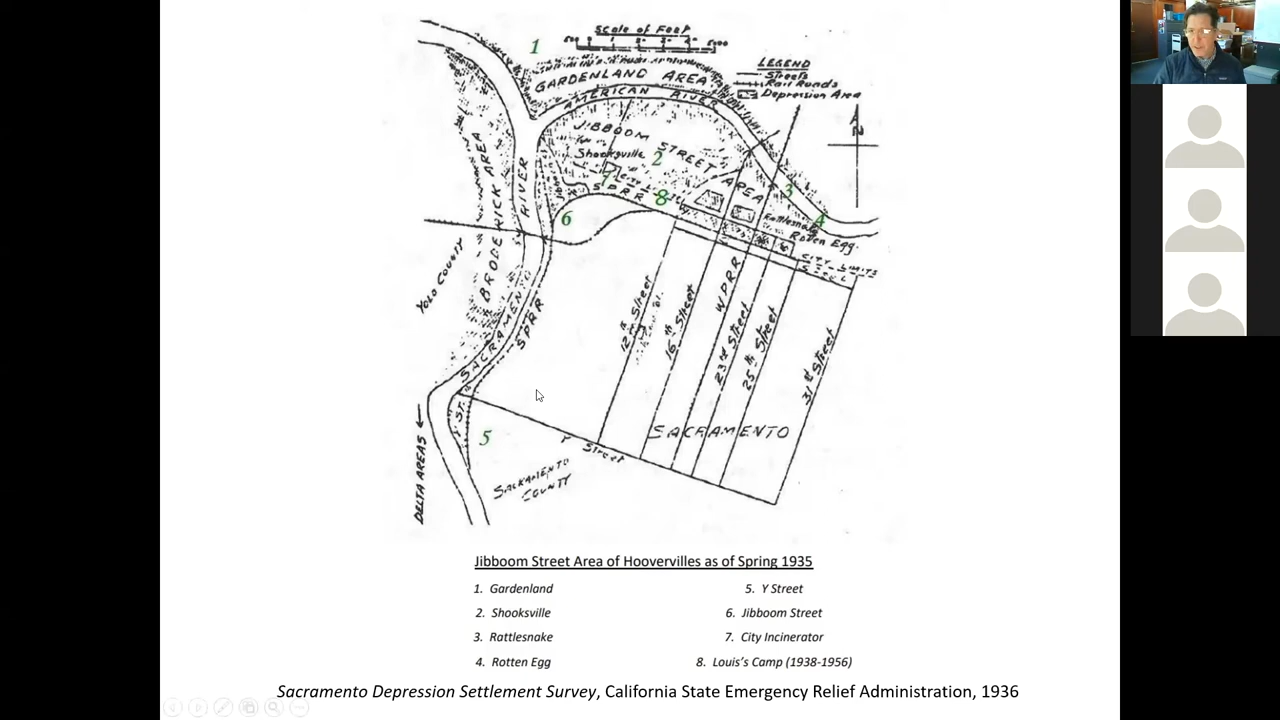 Scale of Feet
1
GARDENLAND AREA
LEGEND
Streets
Rail Roads
Depression Area
AMERICAN RIVER
JIBBOOM STREET AREA
Shooksville
2
3
4
SPRR
8
7
6
N
Rattlesnake
Rotten Egg
CITY LIMITS
BRODERICK AREA
RIVER
SACRAMENTO
SPRR
YOLO COUNTY
12th Street
16th Street
WPRR
23rd Street
25th Street
31st Street
SACRAMENTO
Y Street
5
SACRAMENTO
COUNTY
DELTA AREAS
Jibboom Street Area of Hoovervilles as of Spring 1935
1. Gardenland
5. Y Street
2. Shooksville
6. Jibboom Street
3. Rattlesnake
7. City Incinerator
4. Rotten Egg
8. Louis's Camp (1938-1956)
Sacramento Depression Settlement Survey, California State Emergency Relief Administration, 1936